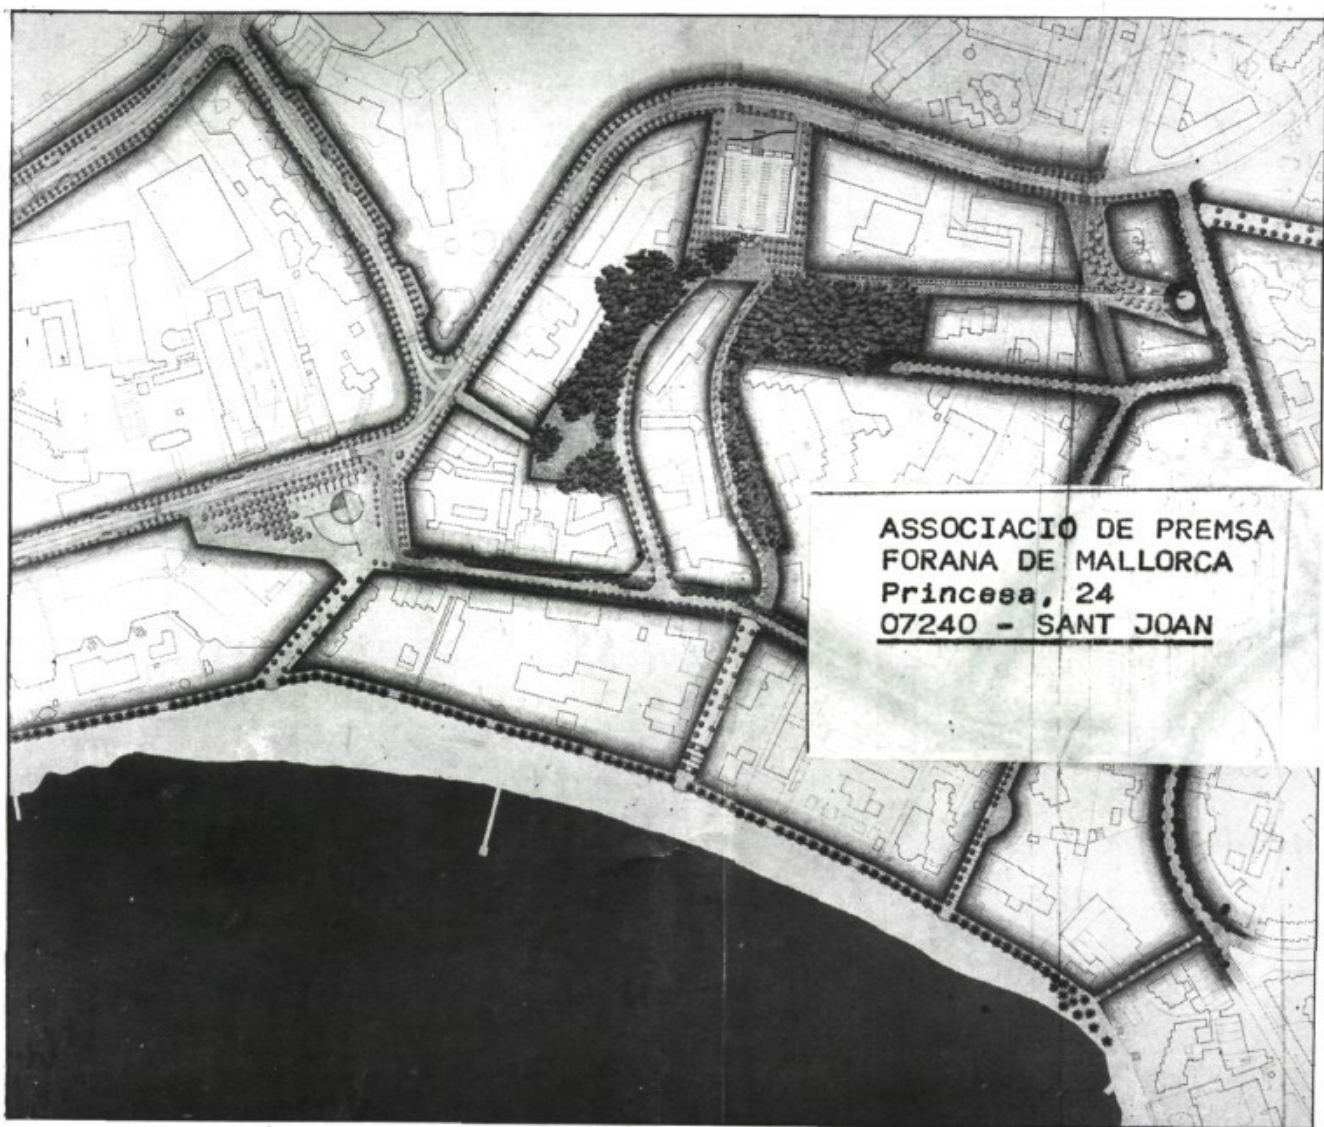 ASSOCIACIO DE PREMSA
FORANA DE MALLORCA
Princesa, 24
07240 - SANT JOAN